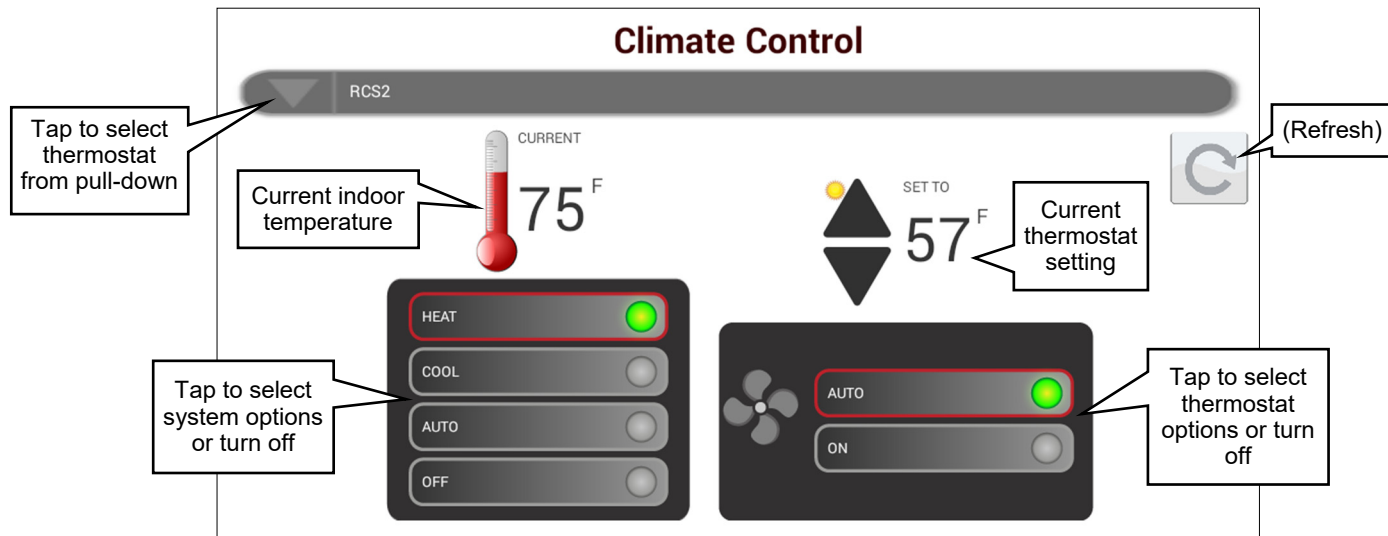 Climate Control
RCS2
Tap to select
thermostat
from pull-down
(Refresh)
CURRENT
75 F
Current indoor
temperature
SET TO
57 F
Current
thermostat
setting
HEAT
COOL
AUTO
OFF
Tap to select
system options
or turn off
AUTO
ON
Tap to select
thermostat
options or turn
off